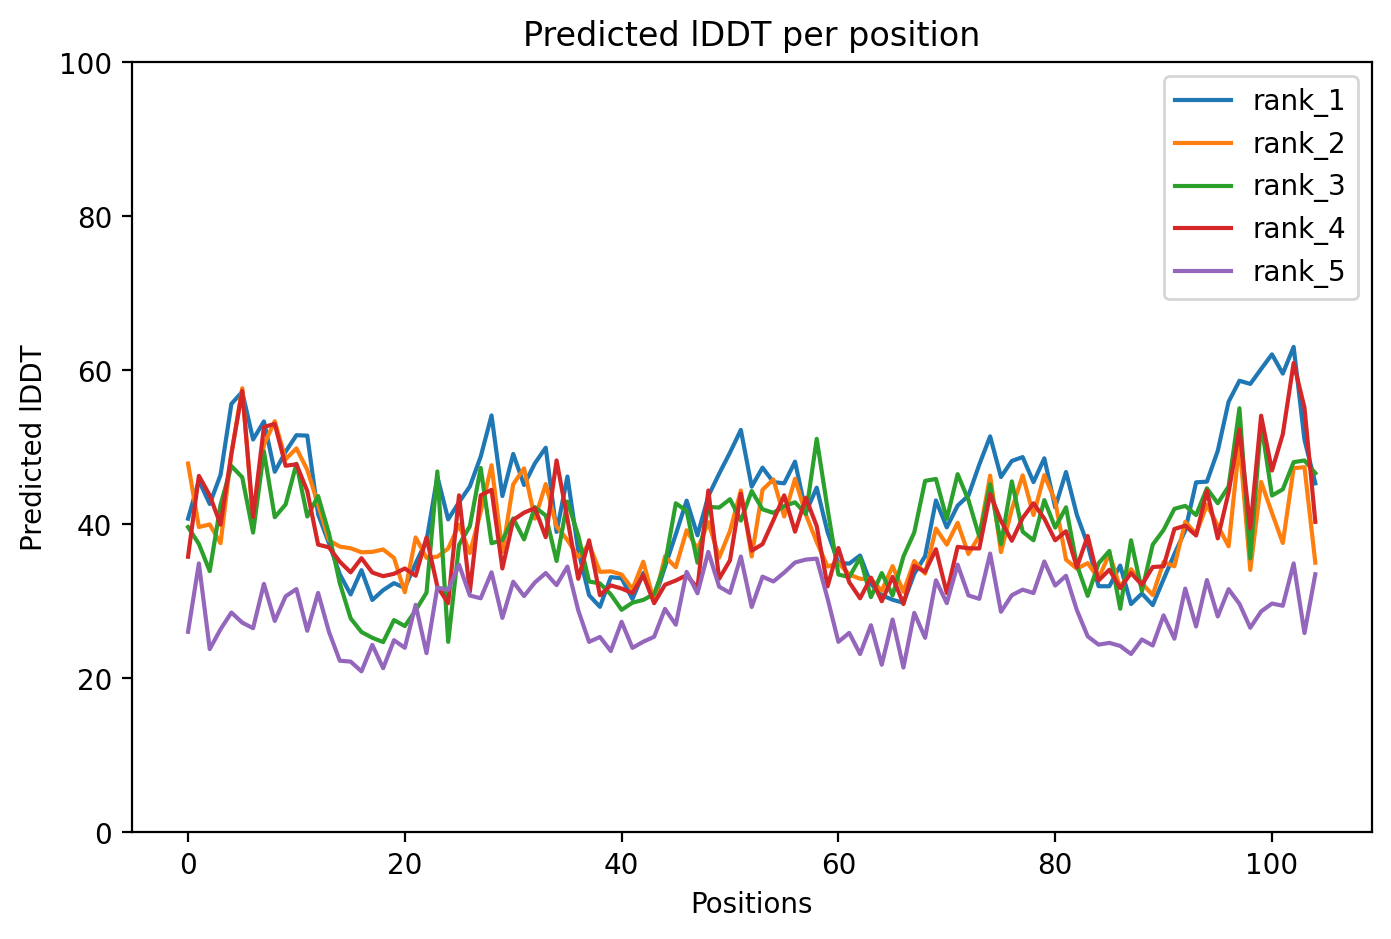 Predicted lDDT per position
100
80
60
40
20
0
Predicted lDDT
rank_1
rank_2
rank_3
rank_4
rank_5
0 20 40 60 80 100
Positions